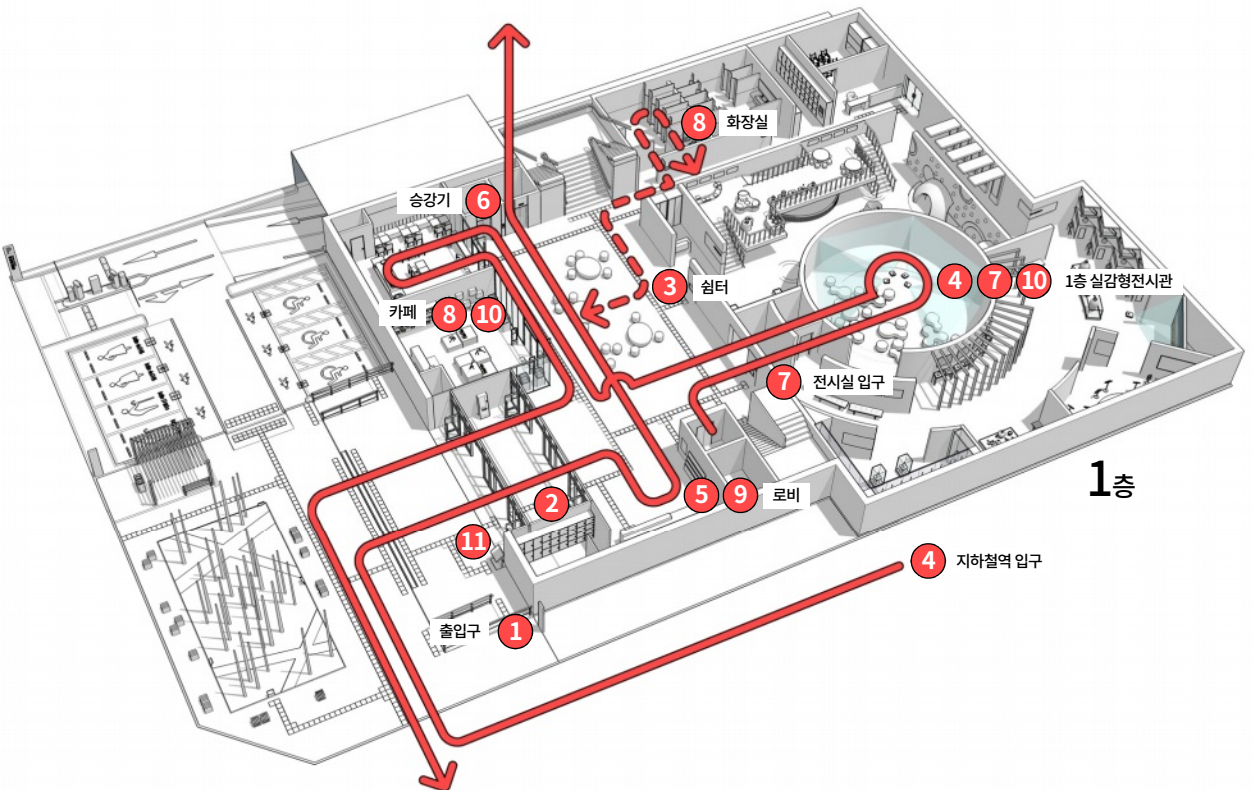 8 화장실
승강기 6
3 쉼터
4 7 10 1층 실감형전시관
카페 8 10
7 전시실 입구
1층
5 9 로비
2
11
4 지하철역 입구
출입구 1